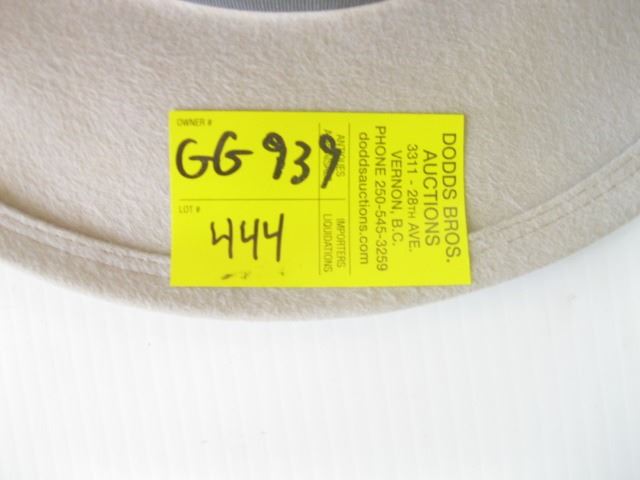 OWNER #
GG 939
LOT #
444
ANTIQUES
IMPORTERS
LIQUIDATIONS
DODDS BROS.
AUCTIONS
3311 - 28TH AVE.
VERNON, B.C.
PHONE 250-545-3259
doddsauctions.com